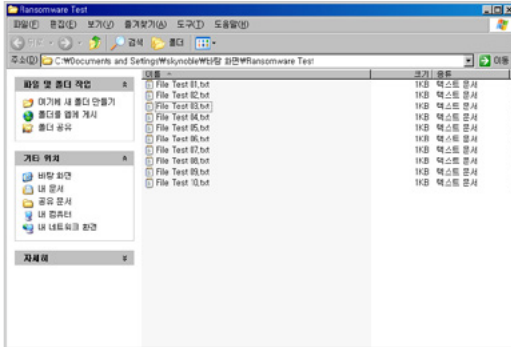 Ransomware Test
파일(F) 편집(E) 보기(V) 즐겨찾기(A) 도구(T) 도움말(H)
뒤로 검색 폴더
주소(D) C:\Documents and Settings\skynoble\바탕 화면\Ransomware Test 이동
파일 및 폴더 작업
여기에 새 폴더 만들기
폴더를 웹에 게시
폴더 공유
기타 위치
바탕 화면
내 문서
공유 문서
내 컴퓨터
내 네트워크 환경
자세히
이름 크기 종류
File Test 01.txt 1KB 텍스트 문서
File Test 02.txt 1KB 텍스트 문서
File Test 03.txt 1KB 텍스트 문서
File Test 04.txt 1KB 텍스트 문서
File Test 05.txt 1KB 텍스트 문서
File Test 06.txt 1KB 텍스트 문서
File Test 07.txt 1KB 텍스트 문서
File Test 08.txt 1KB 텍스트 문서
File Test 09.txt 1KB 텍스트 문서
File Test 10.txt 1KB 텍스트 문서